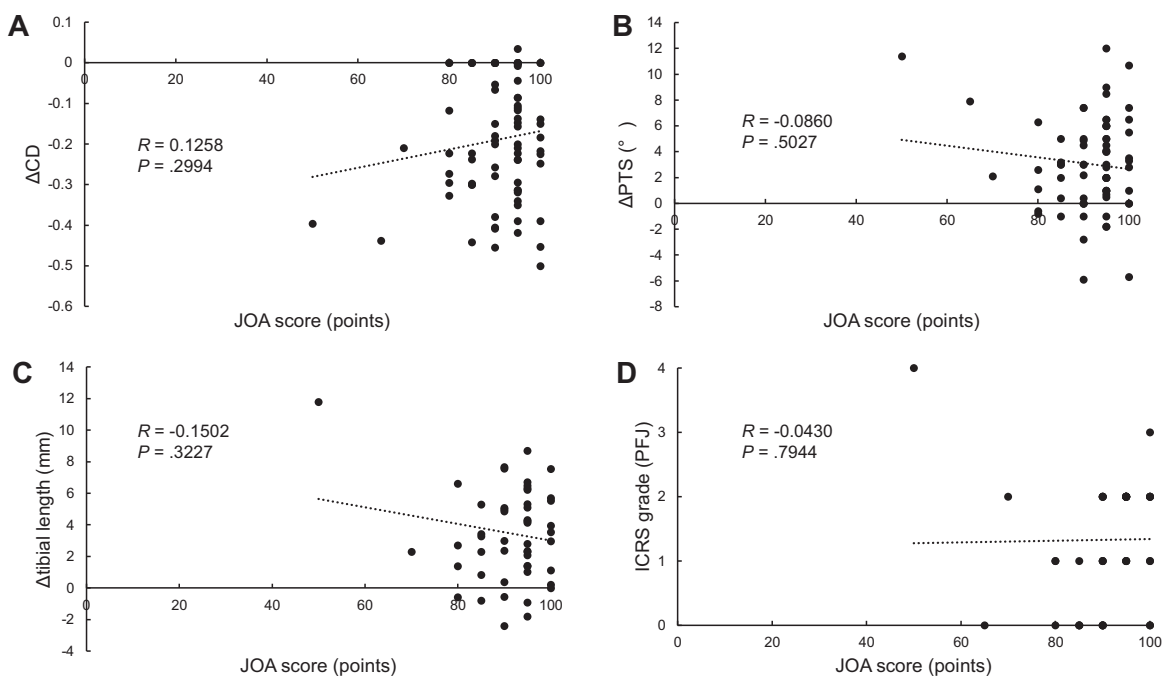 A
0.1
0
0 20 40 60 80 100
-0.1
-0.2
-0.3
-0.4
-0.5
-0.6
ΔCD
R = 0.1258
P = .2994
JOA score (points)
B
14
12
10
8
6
4
2
0
-2
-4
-6
-8
0 20 40 60 80 100
ΔPTS (° )
R = -0.0860
P = .5027
JOA score (points)
C
14
12
10
8
6
4
2
0
-2
-4
0 20 40 60 80 100
Δtibial length (mm)
R = -0.1502
P = .3227
JOA score (points)
D
4
3
2
1
0
0 20 40 60 80 100
ICRS grade (PFJ)
R = -0.0430
P = .7944
JOA score (points)